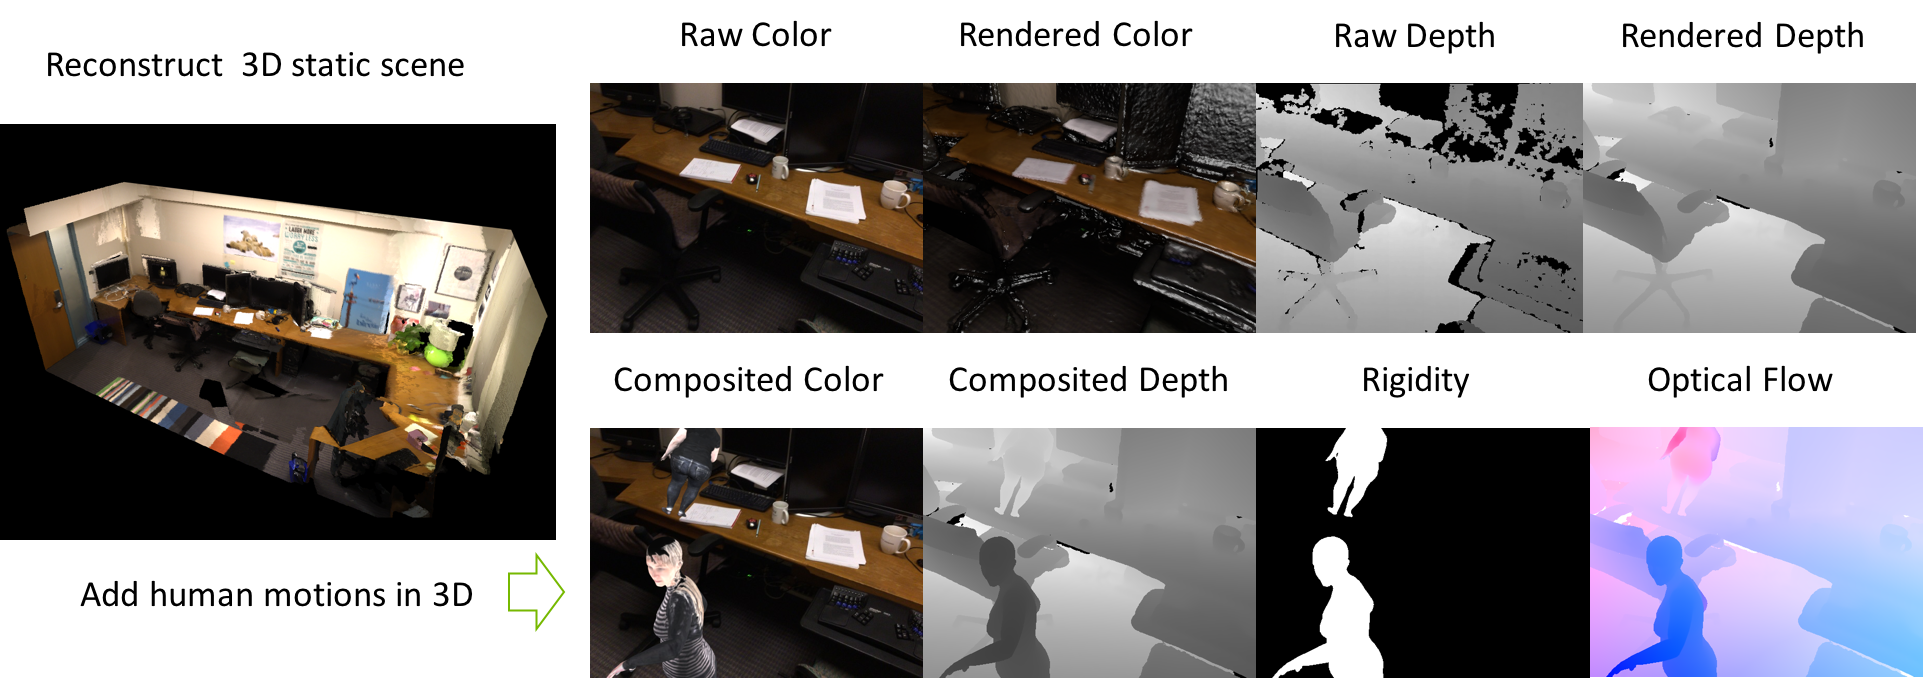 Reconstruct 3D static scene
Raw Color
Rendered Color
Raw Depth
Rendered Depth
Composited Color
Composited Depth
Rigidity
Optical Flow
Add human motions in 3D